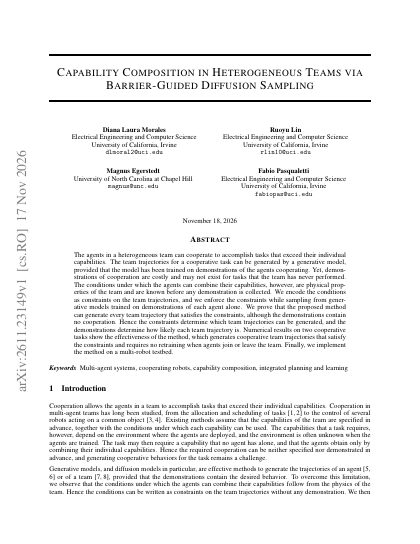 CAPABILITY COMPOSITION IN HETEROGENEOUS TEAMS VIA
BARRIER-GUIDED DIFFUSION SAMPLING
Diana Laura Morales
Electrical Engineering and Computer Science
University of California, Irvine
dlmoral2@uci.edu
Ruoyu Lin
Electrical Engineering and Computer Science
University of California, Irvine
rlin10@uci.edu
Magnus Egerstedt
University of North Carolina at Chapel Hill
magnus@unc.edu
Fabio Pasqualetti
Electrical Engineering and Computer Science
University of California, Irvine
fabiopas@uci.edu
November 18, 2026
ABSTRACT
The agents in a heterogeneous team can cooperate to accomplish tasks that exceed their individual
capabilities. The team trajectories for a cooperative task can be generated by a generative model,
provided that the model has been trained on demonstrations of the agents cooperating. Yet, demon-
strations of cooperation are costly and may not exist for tasks that the team has never performed.
The conditions under which the agents can combine their capabilities, however, are physical prop-
erties of the team and are known before any demonstration is collected. We encode the conditions
as constraints on the team trajectories, and we enforce the constraints while sampling from gener-
ative models trained on demonstrations of each agent alone. We prove that the proposed method
can generate every team trajectory that satisfies the constraints, although the demonstrations contain
no cooperation. Hence the constraints determine which team trajectories can be generated, and the
demonstrations determine how likely each team trajectory is. Numerical results on two cooperative
tasks show the effectiveness of the method, which generates cooperative team trajectories that satisfy
the constraints and requires no retraining when agents join or leave the team. Finally, we implement
the method on a multi-robot testbed.
Keywords Multi-agent systems, cooperating robots, capability composition, integrated planning and learning
1 Introduction
Cooperation allows the agents in a team to accomplish tasks that exceed their individual capabilities. Cooperation in
multi-agent teams has long been studied, from the allocation and scheduling of tasks [1, 2] to the control of several
robots acting on a common object [3, 4]. Existing methods assume that the capabilities of the team are specified in
advance, together with the conditions under which each capability can be used. The capabilities that a task requires,
however, depend on the environment where the agents are deployed, and the environment is often unknown when the
agents are trained. The task may then require a capability that no agent has alone, and that the agents obtain only by
combining their individual capabilities. Hence the required cooperation can be neither specified nor demonstrated in
advance, and generating cooperative behaviors for the task remains a challenge.
Generative models, and diffusion models in particular, are effective methods to generate the trajectories of an agent [5,
6] or of a team [7, 8], provided that the demonstrations contain the desired behavior. To overcome this limitation,
we observe that the conditions under which the agents can combine their capabilities follow from the physics of the
team. Hence the conditions can be written as constraints on the team trajectories without any demonstration. We then
arXiv:2611.23149v1 [cs.RO] 17 Nov 2026